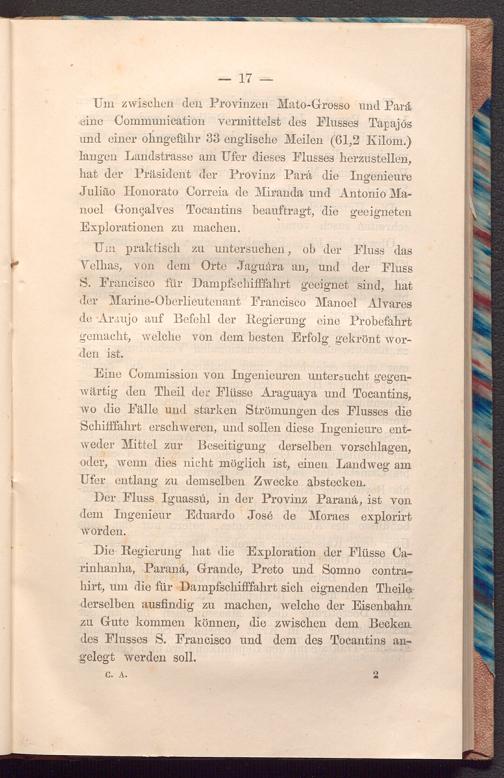 — 17 —
Um zwischen den Provinzen Mato-Grosso und Pará
eine Communication vermittelst des Flusses Tapajós
und einer ohngefähr 33 englische Meilen (61,2 Kilom.)
langen Landstrasse am Ufer dieses Flusses herzustellen,
hat der Präsident der Provinz Pará die Ingenieure
Julião Honorato Correia de Miranda und Antonio Ma-
noel Gonçalves Tocantins beauftragt, die geeigneten
Explorationen zu machen.
Um praktisch zu untersuchen, ob der Fluss das
Velhas, von dem Orte Jaguára an, und der Fluss
S. Francisco für Dampfschifffahrt geeignet sind, hat
der Marine-Oberlieutenant Francisco Manoel Alvares
de Araujo auf Befehl der Regierung eine Probefahrt
gemacht, welche von dem besten Erfolg gekrönt wor-
den ist.
Eine Commission von Ingenieuren untersucht gegen-
wärtig den Theil der Flüsse Araguaya und Tocantins,
wo die Fälle und starken Strömungen des Flusses die
Schifffahrt erschweren, und sollen diese Ingenieure ent-
weder Mittel zur Beseitigung derselben vorschlagen,
oder, wenn dies nicht möglich ist, einen Landweg am
Ufer entlang zu demselben Zwecke abstecken.
Der Fluss Iguassú, in der Provinz Paraná, ist von
dem Ingenieur Eduardo José de Moraes explorirt
worden.
Die Regierung hat die Exploration der Flüsse Ca-
rinhanha, Paraná, Grande, Preto und Somno contra-
hirt, um die für Dampfschifffahrt sich eignenden Theile
derselben ausfindig zu machen, welche der Eisenbahn
zu Gute kommen können, die zwischen dem Becken
des Flusses S. Francisco und dem des Tocantins an-
gelegt werden soll.
C. A. 2